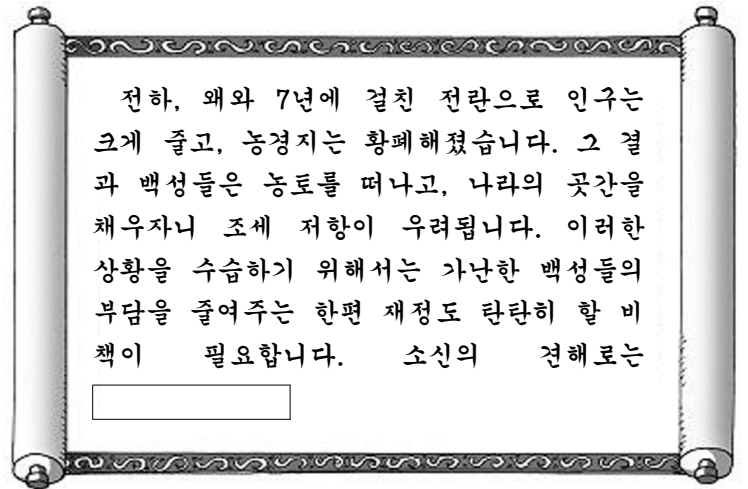 전하, 왜와 7년에 걸친 전란으로 인구는
크게 줄고, 농경지는 황폐해졌습니다. 그 결
과 백성들은 농토를 떠나고, 나라의 곳간을
채우자니 조세 저항이 우려됩니다. 이러한
상황을 수습하기 위해서는 가난한 백성들의
부담을 줄여주는 한편 재정도 탄탄히 할 비
책이 필요합니다. 소신의 견해로는